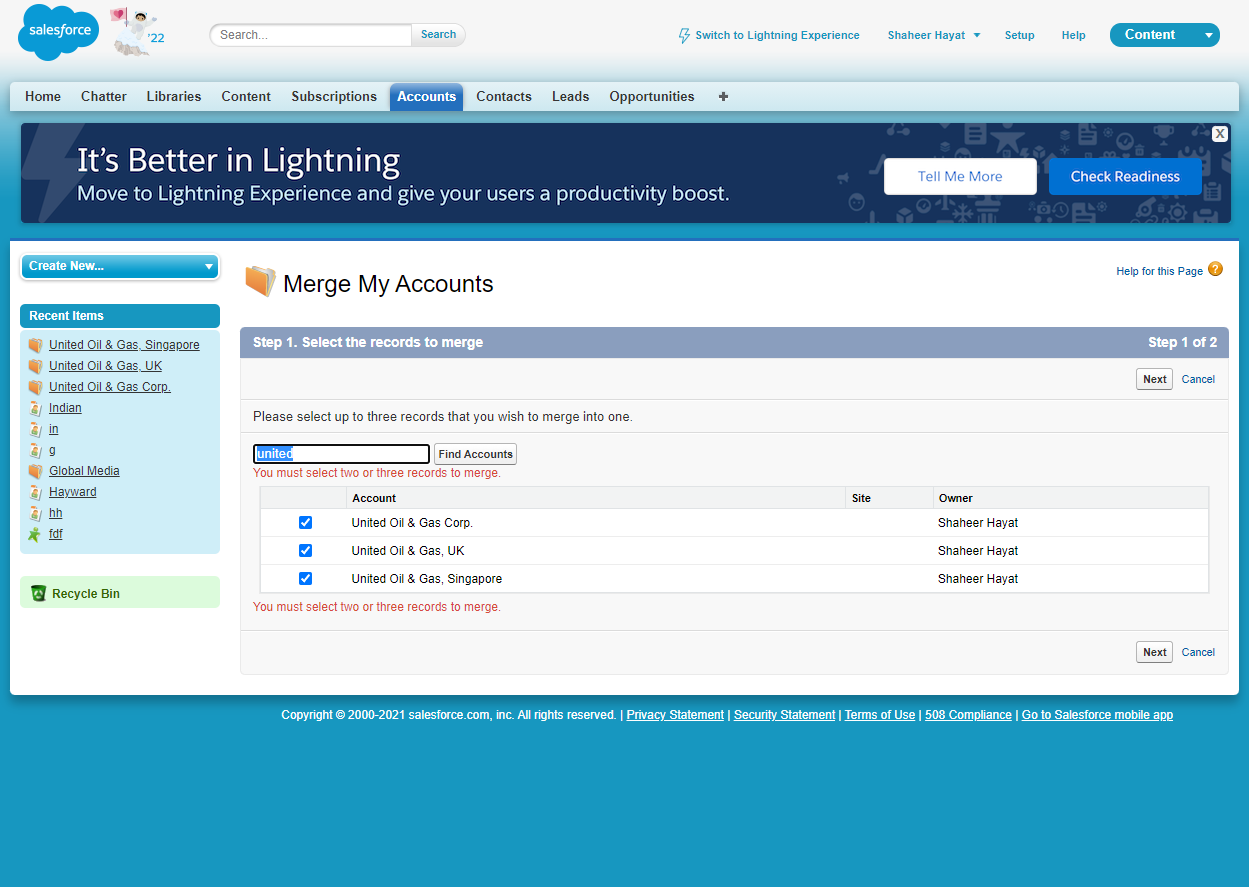 salesforce
'22
Search...
Search
Switch to Lightning Experience
Shaheer Hayat
Setup
Help
Content
Home
Chatter
Libraries
Content
Subscriptions
Accounts
Contacts
Leads
Opportunities
+
It's Better in Lightning
Move to Lightning Experience and give your users a productivity boost.
Tell Me More
Check Readiness
X
Create New...
Recent Items
United Oil & Gas, Singapore
United Oil & Gas, UK
United Oil & Gas Corp.
Indian
in
g
Global Media
Hayward
hh
fdf
Recycle Bin
Merge My Accounts
Help for this Page ?
Step 1. Select the records to merge
Step 1 of 2
Next
Cancel
Please select up to three records that you wish to merge into one.
united
Find Accounts
You must select two or three records to merge.
Account Site Owner
United Oil & Gas Corp. Shaheer Hayat
United Oil & Gas, UK Shaheer Hayat
United Oil & Gas, Singapore Shaheer Hayat
You must select two or three records to merge.
Next
Cancel
Copyright © 2000-2021 salesforce.com, inc. All rights reserved. | Privacy Statement | Security Statement | Terms of Use | 508 Compliance | Go to Salesforce mobile app